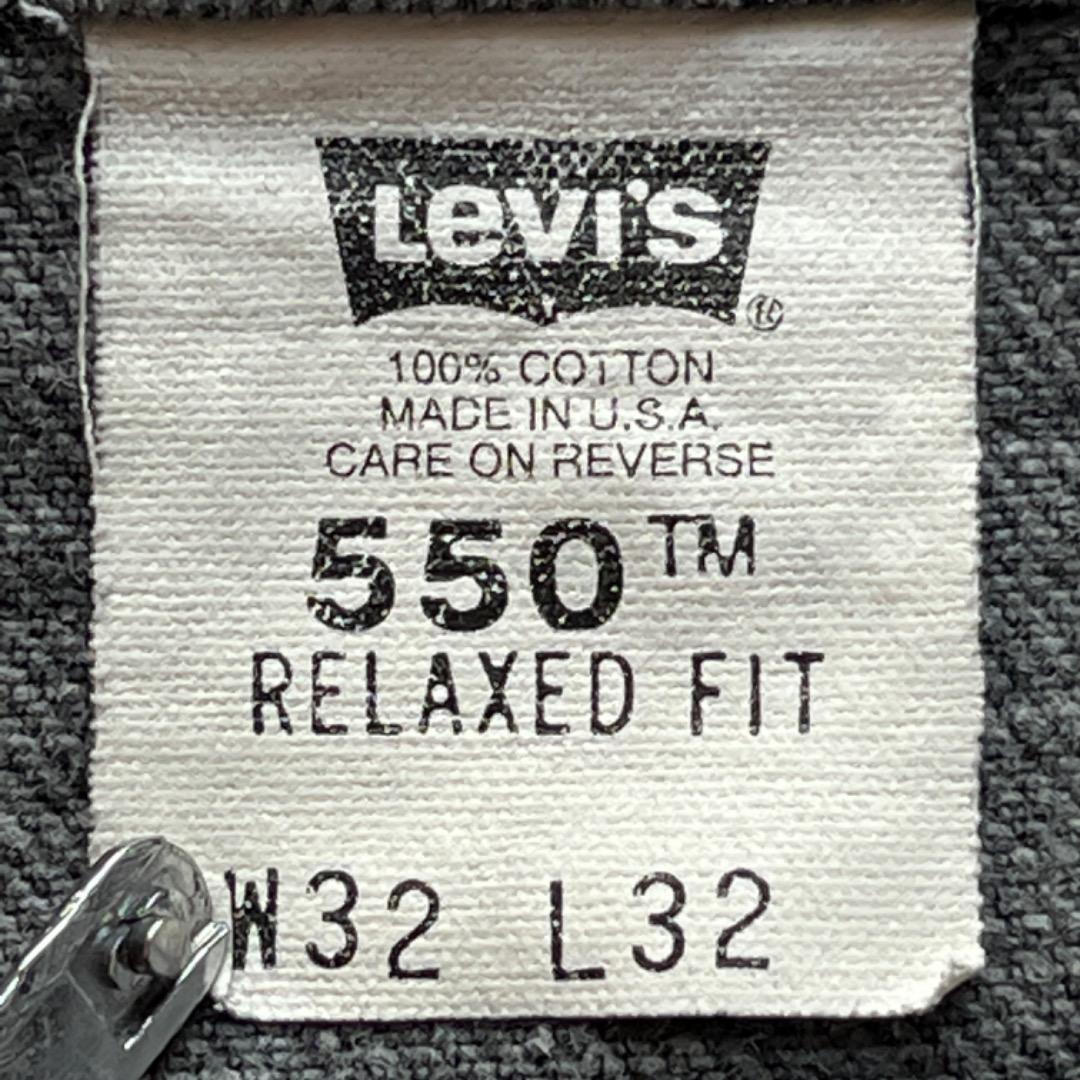 Levi's ®
100% COTTON
MADE IN U.S.A.
CARE ON REVERSE
550™
RELAXED FIT
W32 L32